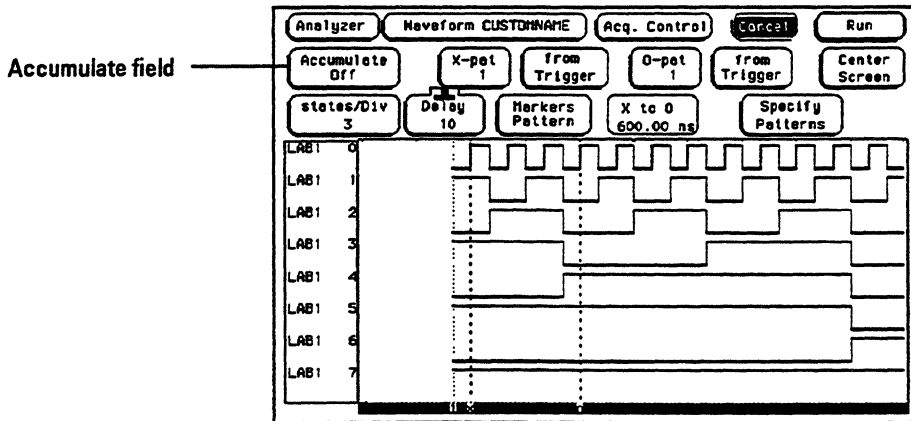 Accumulate field
Analyzer
Waveform CUSTOMNAME
Acq. Control
Cancel
Run
Accumulate
Off
X-pat
1
from
Trigger
O-pat
1
from
Trigger
Center
Screen
states/Div
3
Delay
10
Markers
Pattern
X to O
600.00 ns
Specify
Patterns
LAB1 0
LAB1 1
LAB1 2
LAB1 3
LAB1 4
LAB1 5
LAB1 6
LAB1 7